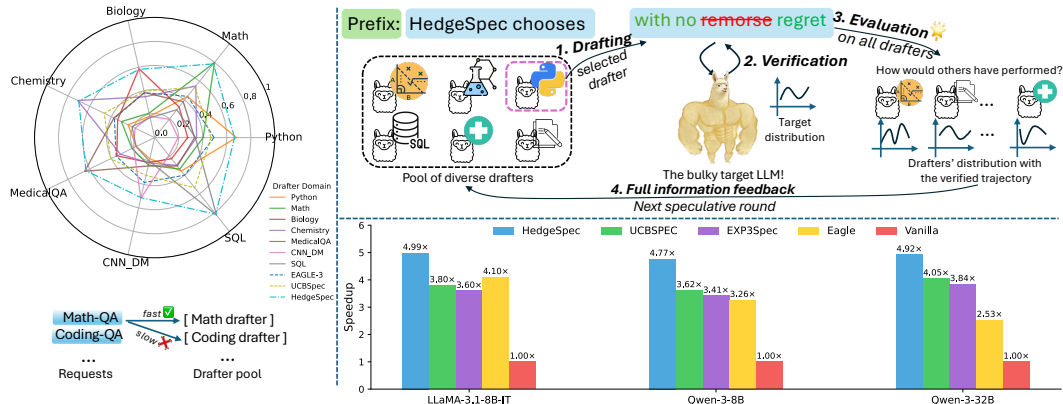 Biology
Math
Chemistry
Python
MedicalQA
SQL
CNN_DM
0.0
0.2
0.4
0.6
0.8
1
Drafter Domain
Python
Math
Biology
Chemistry
MedicalQA
CNN_DM
SQL
EAGLE-3
UCBSpec
HedgeSpec
Math-QA
Coding-QA
...
Requests
fast
slow
[ Math drafter ]
[ Coding drafter ]
...
Drafter pool
Prefix: HedgeSpec chooses
with no remorse regret
1. Drafting
selected
drafter
2. Verification
3. Evaluation
on all drafters
How would others have performed?
A
B
SQL
Pool of diverse drafters
Target
distribution
The bulky target LLM!
...
...
Drafters' distribution with
the verified trajectory
4. Full information feedback
Next speculative round
HedgeSpec
UCBSPEC
EXP3Spec
Eagle
Vanilla
Speedup
6
5
4
3
2
1
0
4.99×
3.80×
3.60×
4.10×
1.00×
4.77×
3.62×
3.41×
3.26×
1.00×
4.92×
4.05×
3.84×
2.53×
1.00×
LLaMA-3.1-8B-IT
Qwen-3-8B
Qwen-3-32B